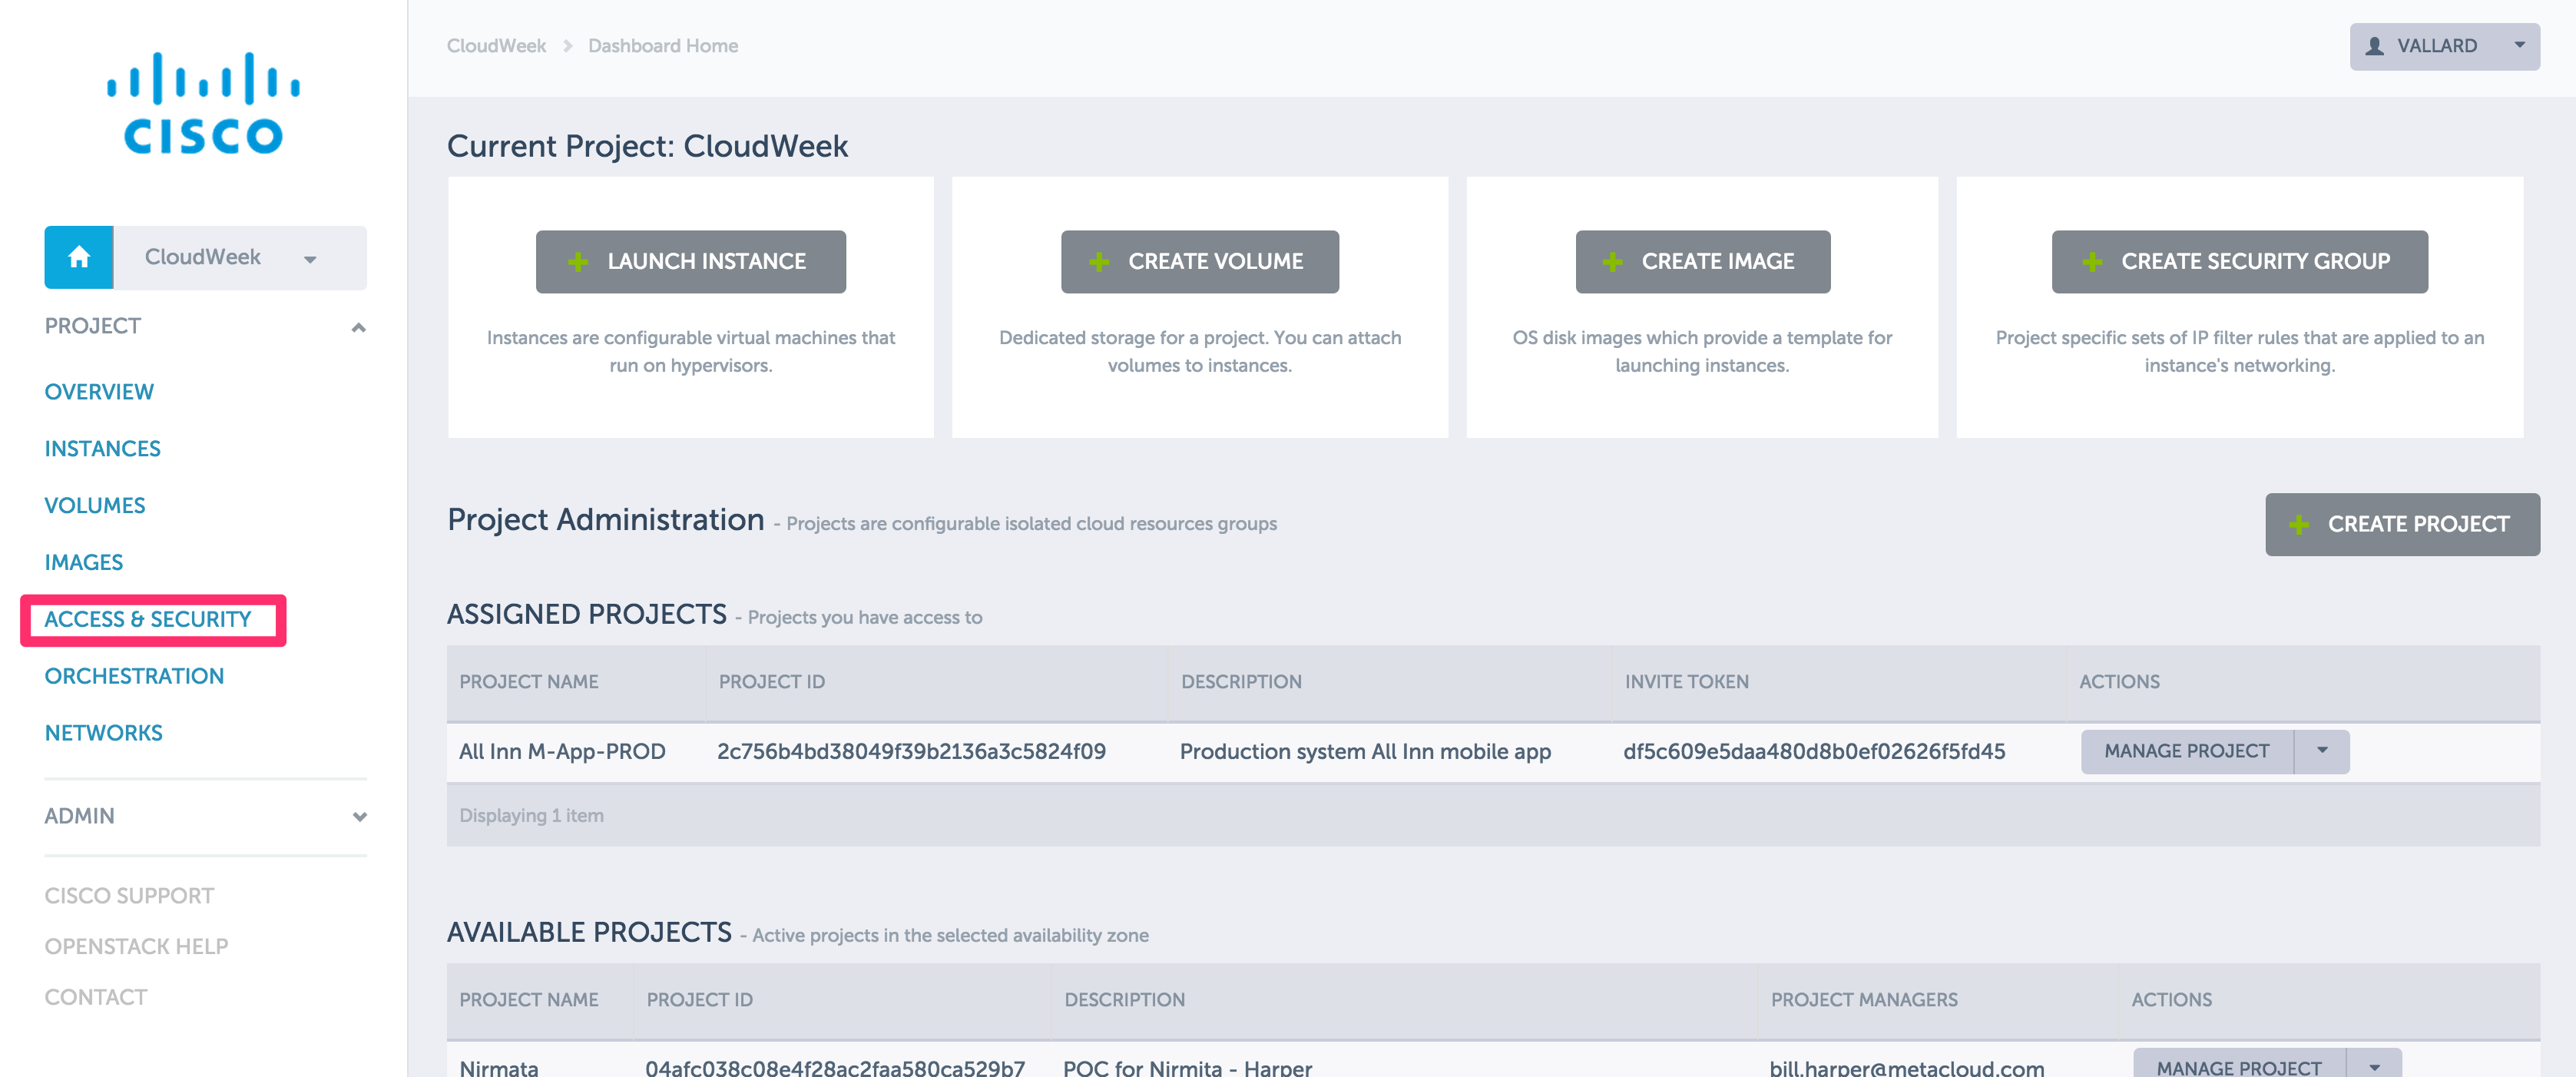 CISCO
CloudWeek
PROJECT
OVERVIEW
INSTANCES
VOLUMES
IMAGES
ACCESS & SECURITY
ORCHESTRATION
NETWORKS
ADMIN
CISCO SUPPORT
OPENSTACK HELP
CONTACT
CloudWeek Dashboard Home
VALLARD
Current Project: CloudWeek
LAUNCH INSTANCE
Instances are configurable virtual machines that
run on hypervisors.
CREATE VOLUME
Dedicated storage for a project. You can attach
volumes to instances.
CREATE IMAGE
OS disk images which provide a template for
launching instances.
CREATE SECURITY GROUP
Project specific sets of IP filter rules that are applied to an
instance's networking.
Project Administration - Projects are configurable isolated cloud resources groups
CREATE PROJECT
ASSIGNED PROJECTS - Projects you have access to
PROJECT NAME PROJECT ID DESCRIPTION INVITE TOKEN ACTIONS
All Inn M-App-PROD 2c756b4bd38049f39b2136a3c5824f09 Production system All Inn mobile app df5c609e5daa480d8b0ef02626f5fd45 MANAGE PROJECT
Displaying 1 item
AVAILABLE PROJECTS - Active projects in the selected availability zone
PROJECT NAME PROJECT ID DESCRIPTION PROJECT MANAGERS ACTIONS
Nirmata 04afc038c08e4f28ac2faa580ca529b7 POC for Nirmita - Harper bill.harper@metacloud.com MANAGE PROJECT